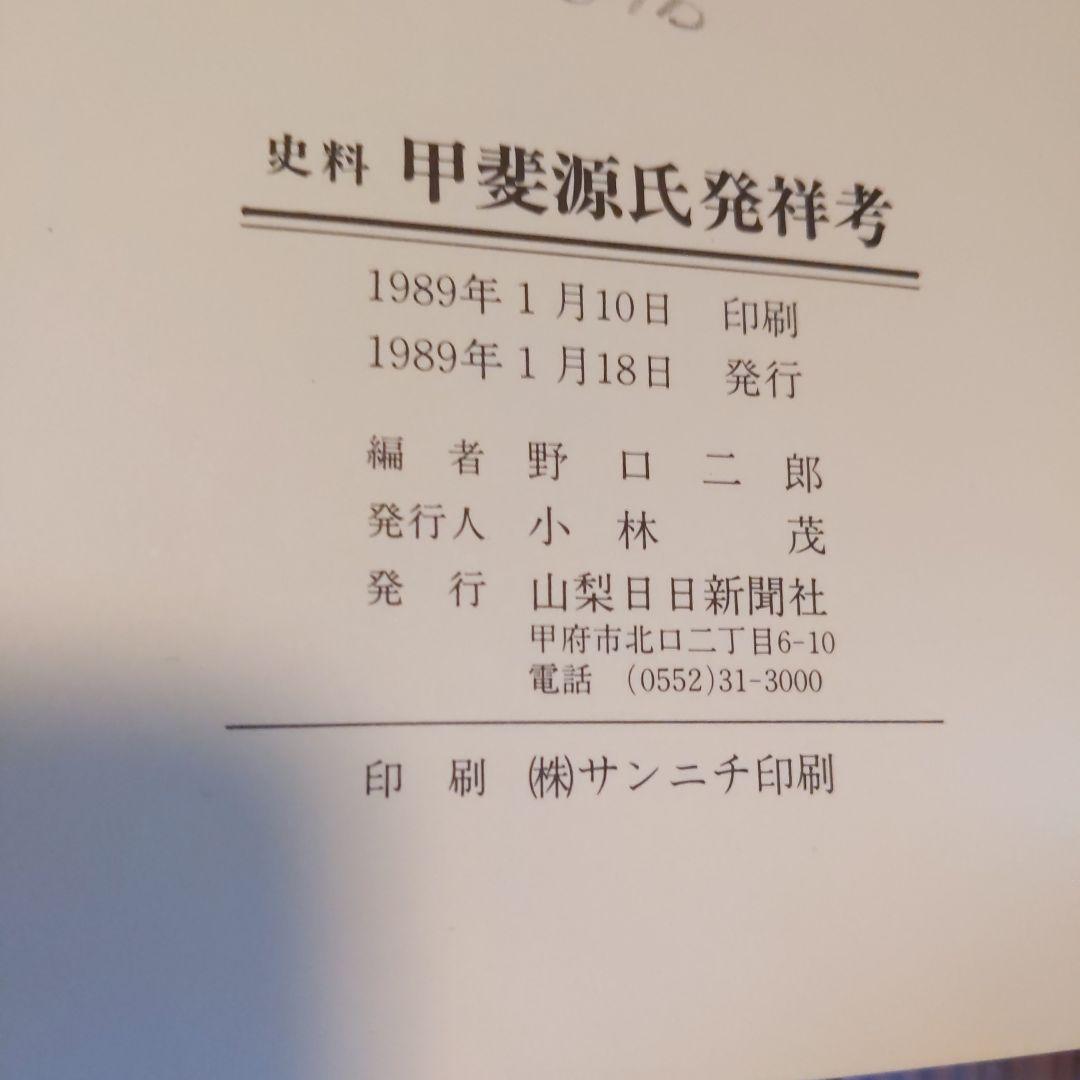 史料 甲斐源氏発祥考
1989年1月10日 印刷
1989年1月18日 発行
編者 野口二郎
発行人 小林茂
発行 山梨日日新聞社
甲府市北口二丁目6-10
電話 (0552)31-3000
印刷 ㈱サンニチ印刷